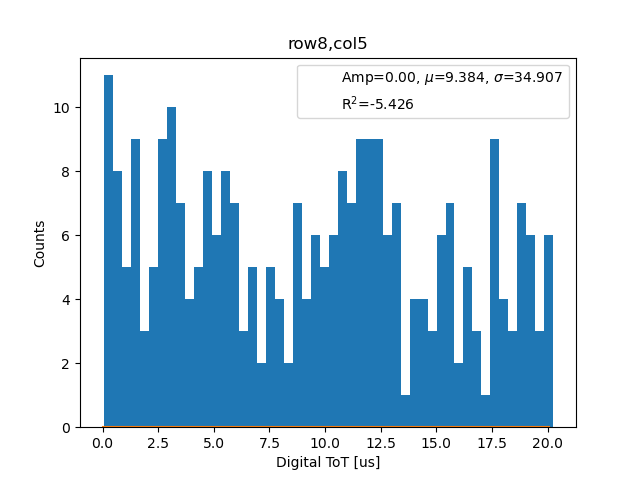 row8,col5
Amp=0.00, μ=9.384, σ=34.907
R²=-5.426
Counts
10
8
6
4
2
0
0.0 2.5 5.0 7.5 10.0 12.5 15.0 17.5 20.0
Digital ToT [us]